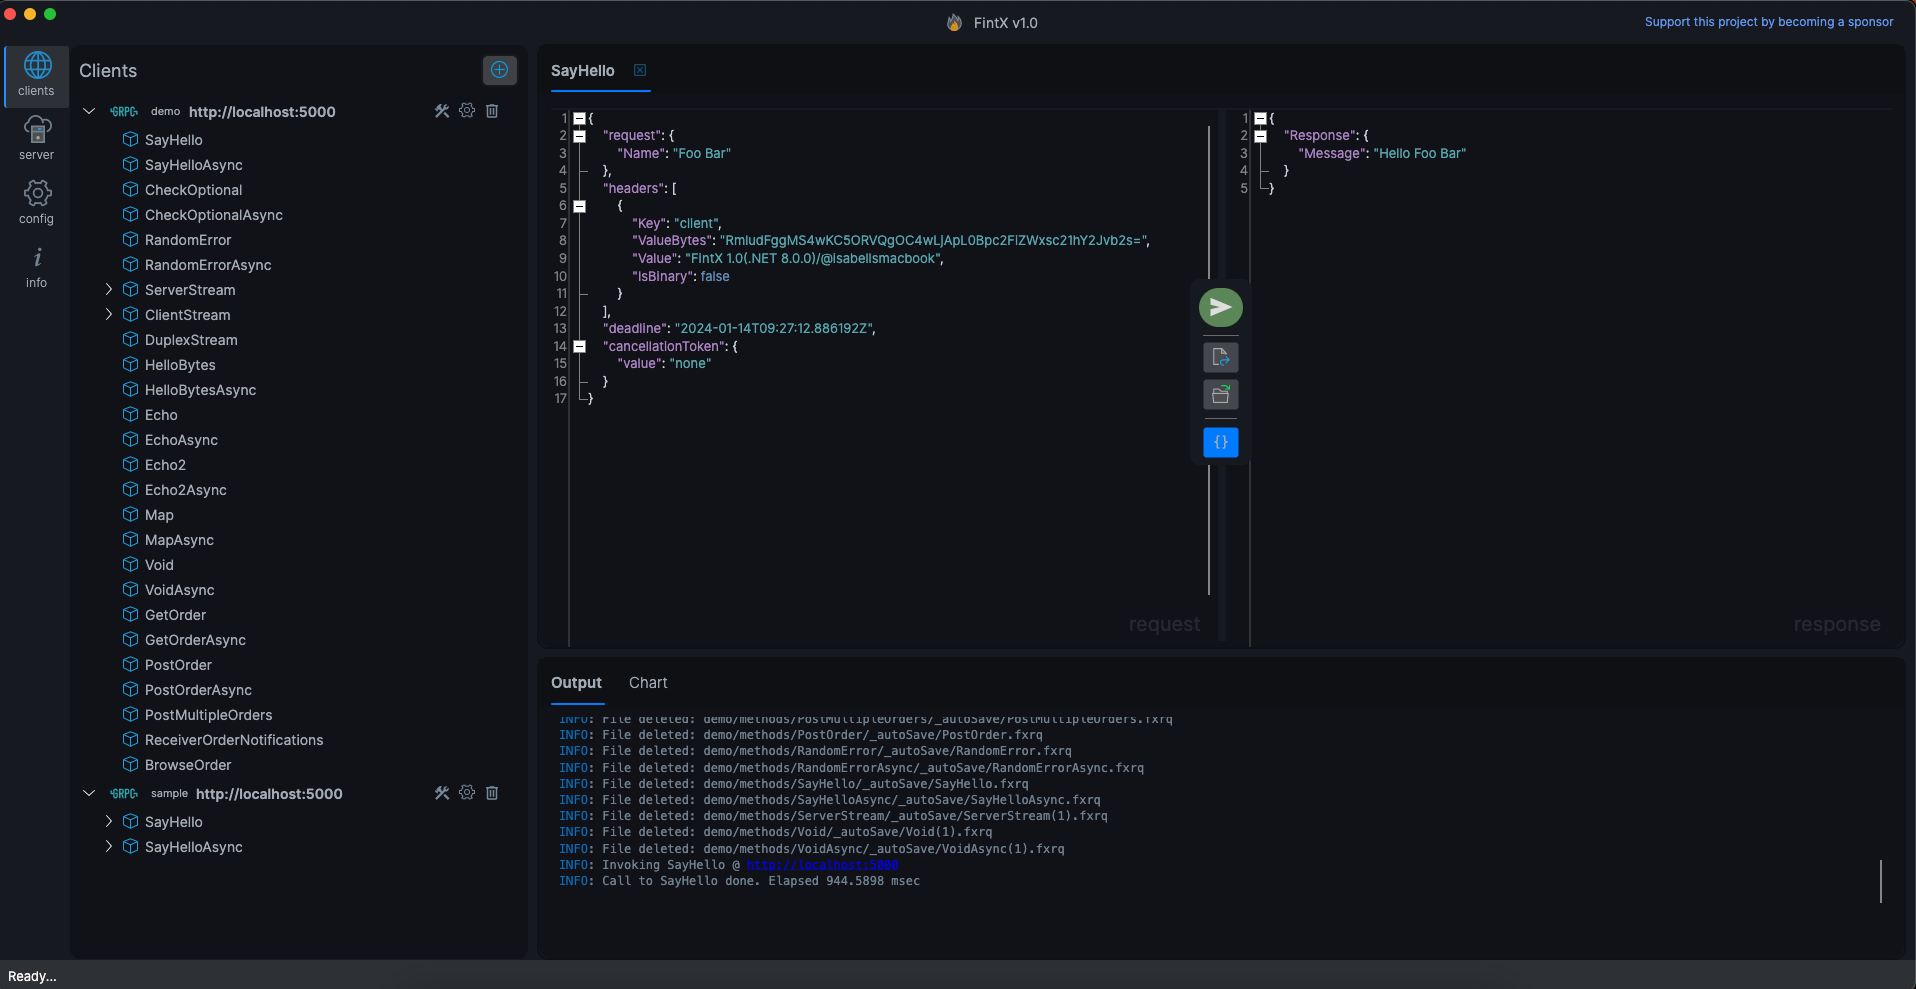 FintX v1.0
Support this project by becoming a sponsor
clients
server
config
info
Clients
GRPC demo http://localhost:5000
SayHello
SayHelloAsync
CheckOptional
CheckOptionalAsync
RandomError
RandomErrorAsync
ServerStream
ClientStream
DuplexStream
HelloBytes
HelloBytesAsync
Echo
EchoAsync
Echo2
Echo2Async
Map
MapAsync
Void
VoidAsync
GetOrder
GetOrderAsync
PostOrder
PostOrderAsync
PostMultipleOrders
ReceiverOrderNotifications
BrowseOrder
GRPC sample http://localhost:5000
SayHello
SayHelloAsync
SayHello
1 {
2 "request": {
3 "Name": "Foo Bar"
4 },
5 "headers": [
6 {
7 "Key": "client",
8 "ValueBytes": "RmludFggMS4wKC5ORVQgOC4wLjApL0Bpc2FiZWxsc21hY2Jvb2s=",
9 "Value": "FintX 1.0(.NET 8.0.0)/@isabellsmacbook",
10 "IsBinary": false
11 }
12 ],
13 "deadline": "2024-01-14T09:27:12.886192Z",
14 "cancellationToken": {
15 "value": "none"
16 }
17 }
request
1 {
2 "Response": {
3 "Message": "Hello Foo Bar"
4 }
5 }
response
{}
Output Chart
INFO: File deleted: demo/methods/PostMultipleOrders/_autoSave/PostMultipleOrders.fxrq
INFO: File deleted: demo/methods/PostOrder/_autoSave/PostOrder.fxrq
INFO: File deleted: demo/methods/RandomError/_autoSave/RandomError.fxrq
INFO: File deleted: demo/methods/RandomErrorAsync/_autoSave/RandomErrorAsync.fxrq
INFO: File deleted: demo/methods/SayHello/_autoSave/SayHello.fxrq
INFO: File deleted: demo/methods/SayHelloAsync/_autoSave/SayHelloAsync.fxrq
INFO: File deleted: demo/methods/ServerStream/_autoSave/ServerStream(1).fxrq
INFO: File deleted: demo/methods/Void/_autoSave/Void(1).fxrq
INFO: File deleted: demo/methods/VoidAsync/_autoSave/VoidAsync(1).fxrq
INFO: Invoking SayHello @ http://localhost:5000
INFO: Call to SayHello done. Elapsed 944.5898 msec
Ready...